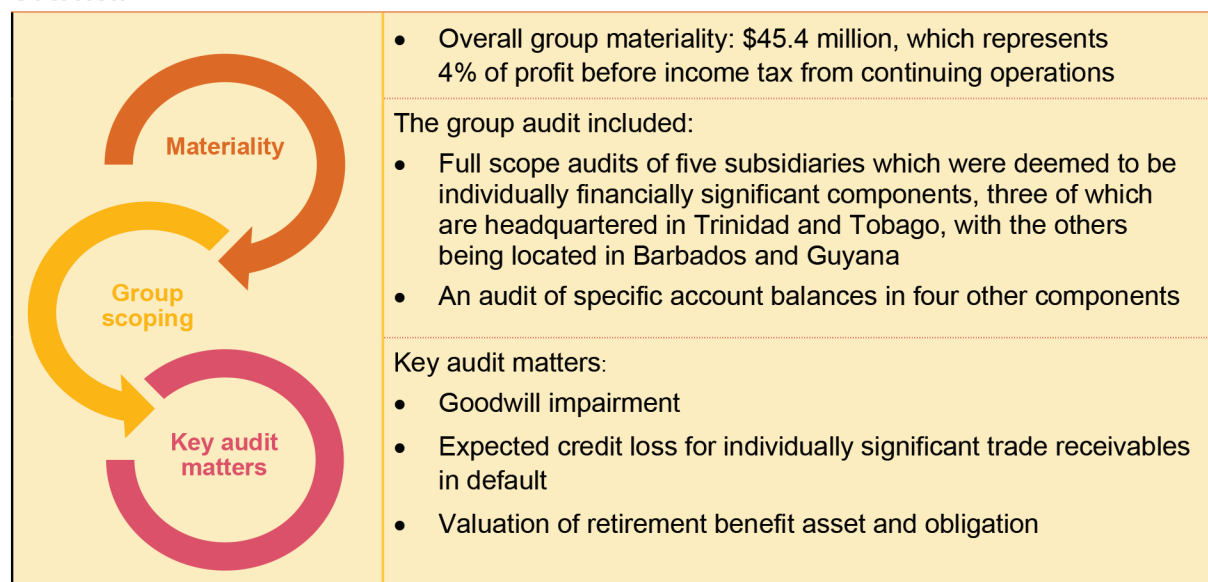 Materiality
Group
scoping
Key audit
matters
• Overall group materiality: $45.4 million, which represents
4% of profit before income tax from continuing operations
The group audit included:
• Full scope audits of five subsidiaries which were deemed to be
individually financially significant components, three of which
are headquartered in Trinidad and Tobago, with the others
being located in Barbados and Guyana
• An audit of specific account balances in four other components
Key audit matters:
• Goodwill impairment
• Expected credit loss for individually significant trade receivables
in default
• Valuation of retirement benefit asset and obligation